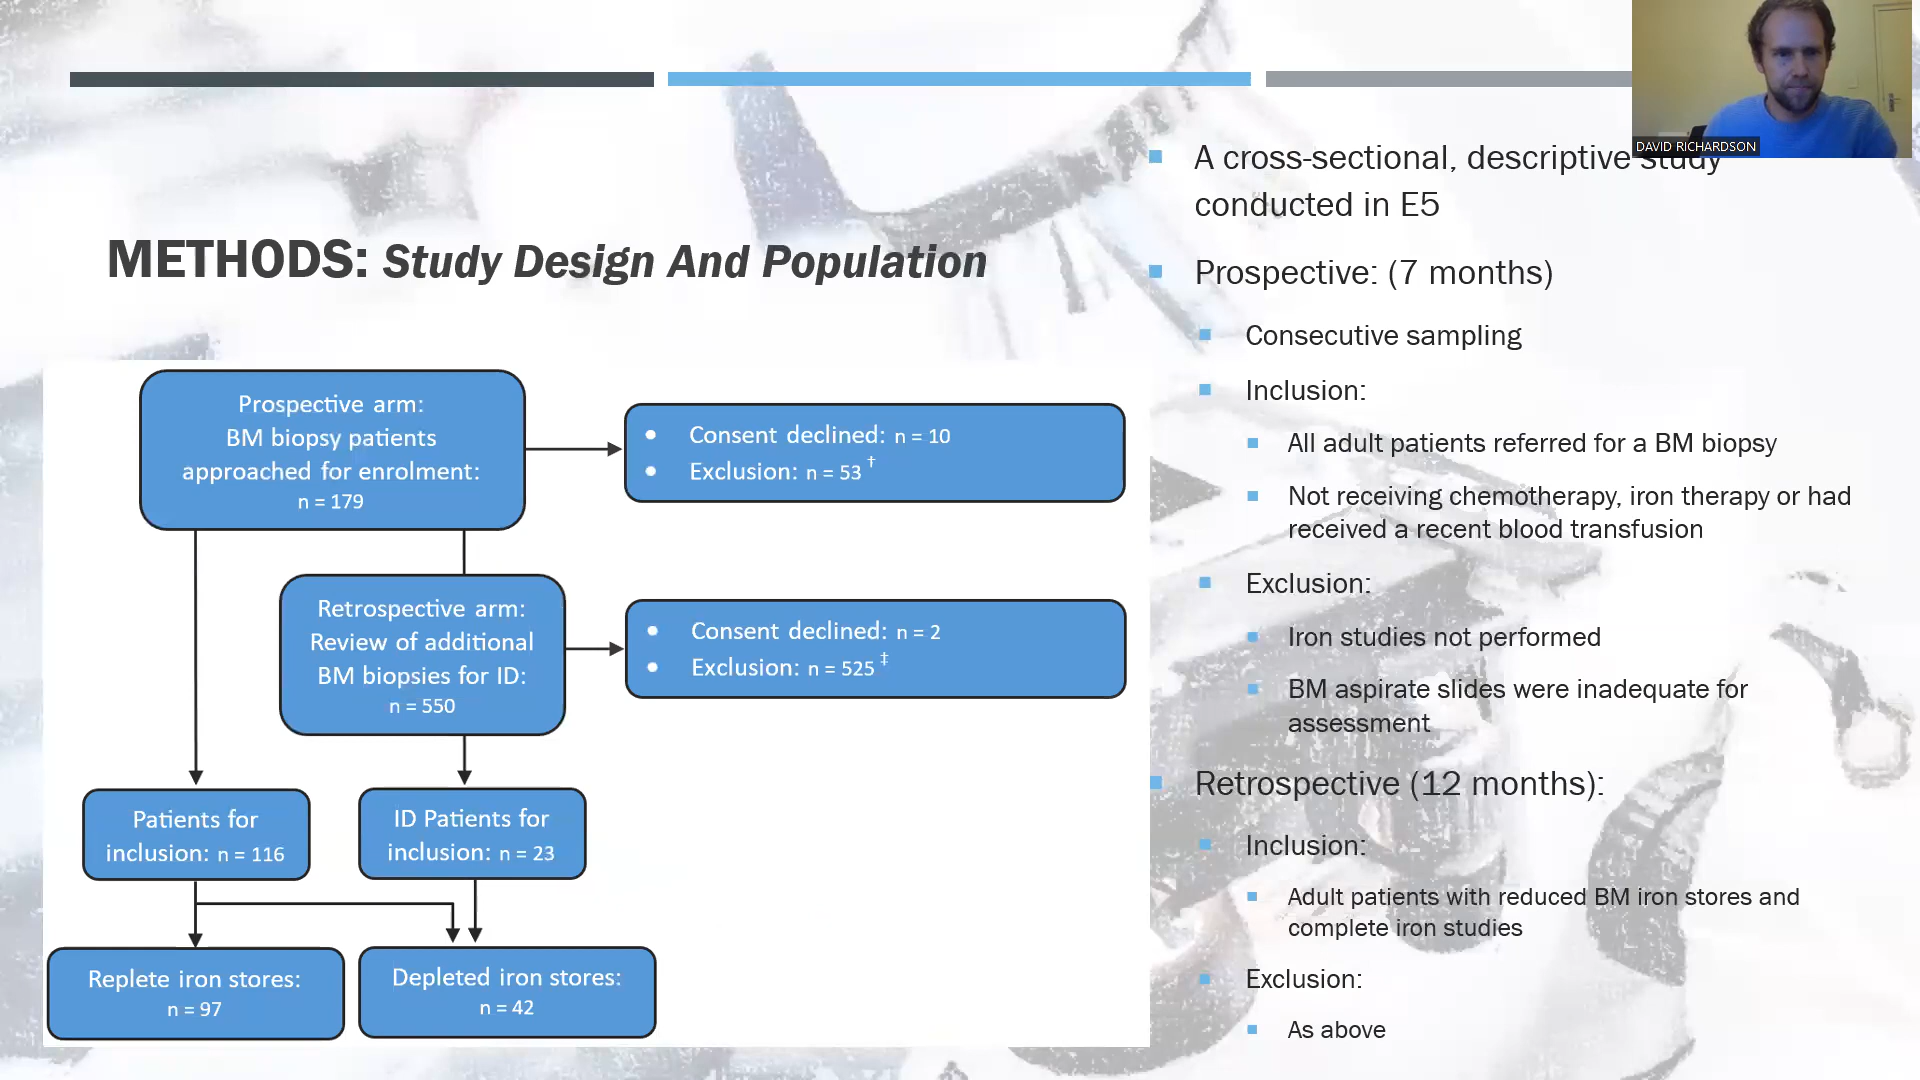 METHODS: Study Design And Population
Prospective arm:
BM biopsy patients
approached for enrolment:
n = 179
Consent declined: n = 10
Exclusion: n = 53 †
Retrospective arm:
Review of additional
BM biopsies for ID:
n = 550
Consent declined: n = 2
Exclusion: n = 525 ‡
Patients for
inclusion: n = 116
ID Patients for
inclusion: n = 23
Replete iron stores:
n = 97
Depleted iron stores:
n = 42
DAVID RICHARDSON
A cross-sectional, descriptive study
conducted in E5
Prospective: (7 months)
Consecutive sampling
Inclusion:
All adult patients referred for a BM biopsy
Not receiving chemotherapy, iron therapy or had
received a recent blood transfusion
Exclusion:
Iron studies not performed
BM aspirate slides were inadequate for
assessment
Retrospective (12 months):
Inclusion:
Adult patients with reduced BM iron stores and
complete iron studies
Exclusion:
As above